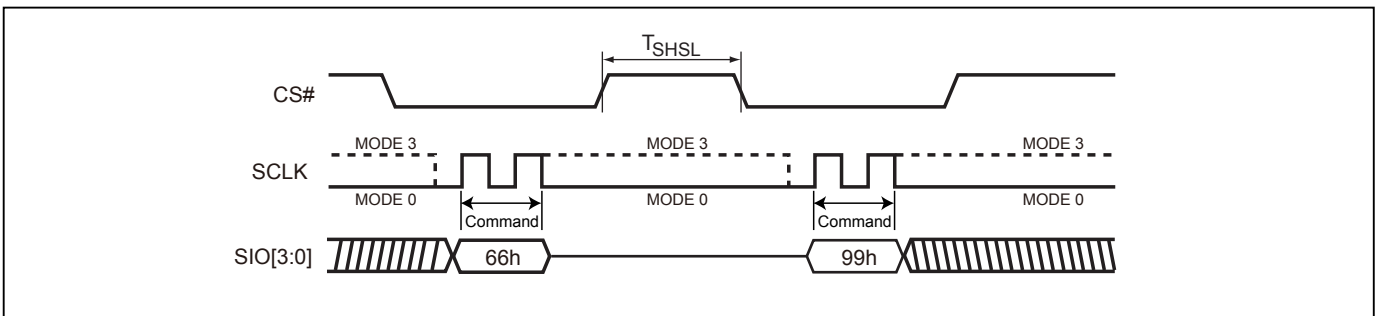 TSHSL
CS#
MODE 3 MODE 3 MODE 3
SCLK
MODE 0 MODE 0 MODE 0
Command Command
SIO[3:0] 66h 99h